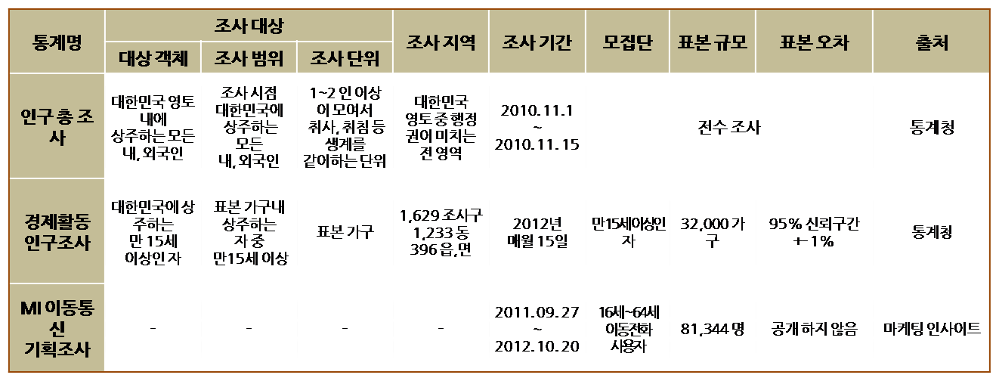 통계명
조사 대상
조사 지역
조사 기간
모집단
표본 규모
표본 오차
출처
대상 객체
조사 범위
조사 단위
인구 총 조
사
대한민국 영토
내에
상주하는 모든
내, 외국인
조사 시점
대한민국에
상주하는
모든
내, 외국인
1~2 인 이상
이 모여서
취사, 취침 등
생계를
같이하는 단위
대한민국
영토 중 행정
권이 미치는
전 영역
2010.11.1
~
2010.11.15
전수 조사
통계청
경제활동
인구조사
대한민국에 상
주하는
만 15세
이상인 자
표본 가구내
상주하는
자 중
만15세 이상
표본 가구
1,629 조사구
1,233 동
396 읍,면
2012년
매월 15일
만15세이상인
자
32,000 가
구
95% 신뢰구간
+-1%
통계청
MI 이동통
신
기획조사
-
-
-
-
2011.09.27
~
2012.10.20
16세~64세
이동전화
사용자
81,344 명
공개 하지 않음
마케팅 인사이트